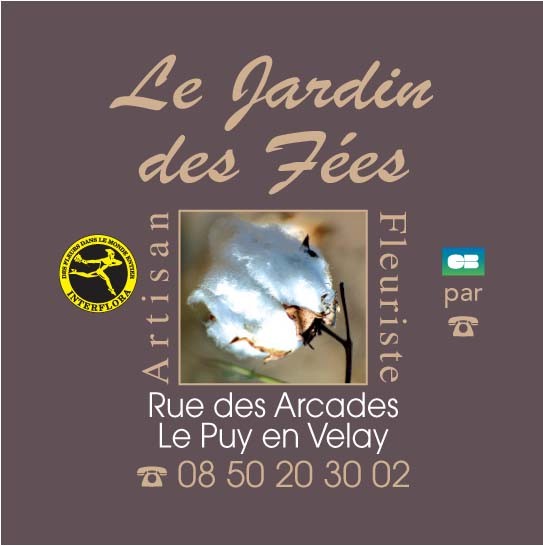 Le Jardin
des Fées
Artisan
Fleuriste
DES FLEURS DANS LE MONDE ENTIER
INTERFLORA
CB
par
Rue des Arcades
Le Puy en Velay
08 50 20 30 02